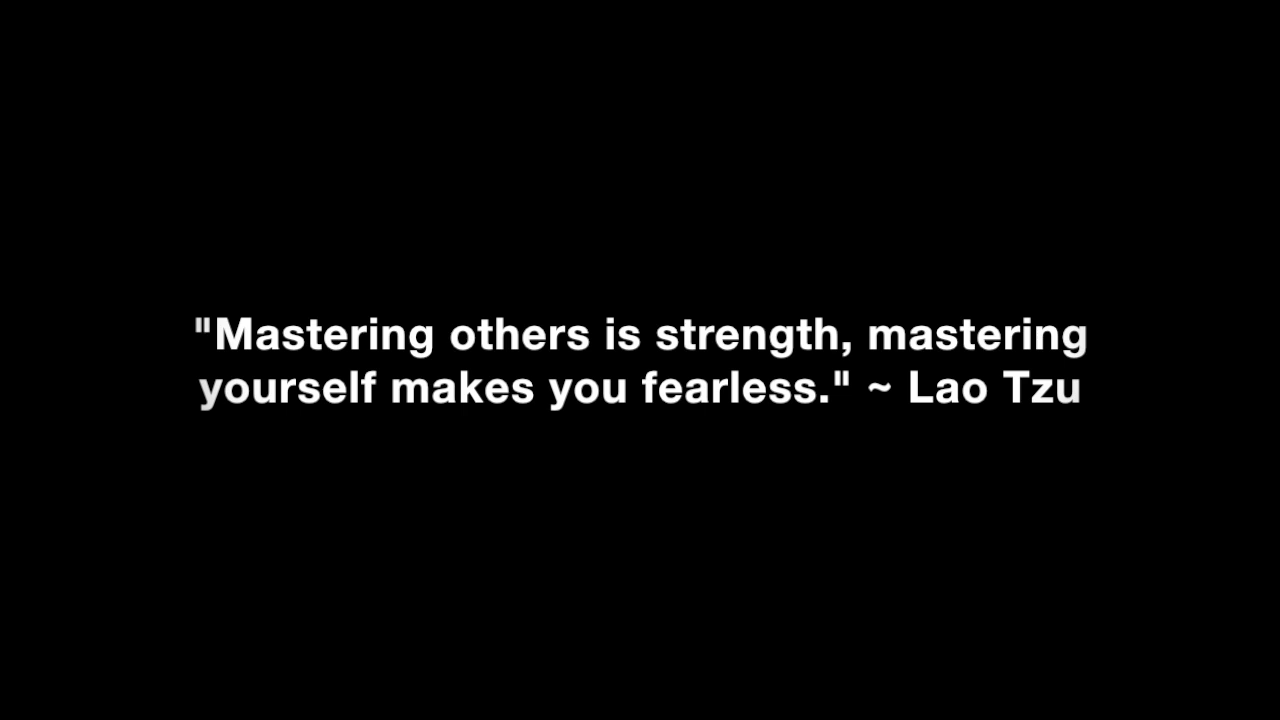 "Mastering others is strength, mastering
yourself makes you fearless." ~ Lao Tzu